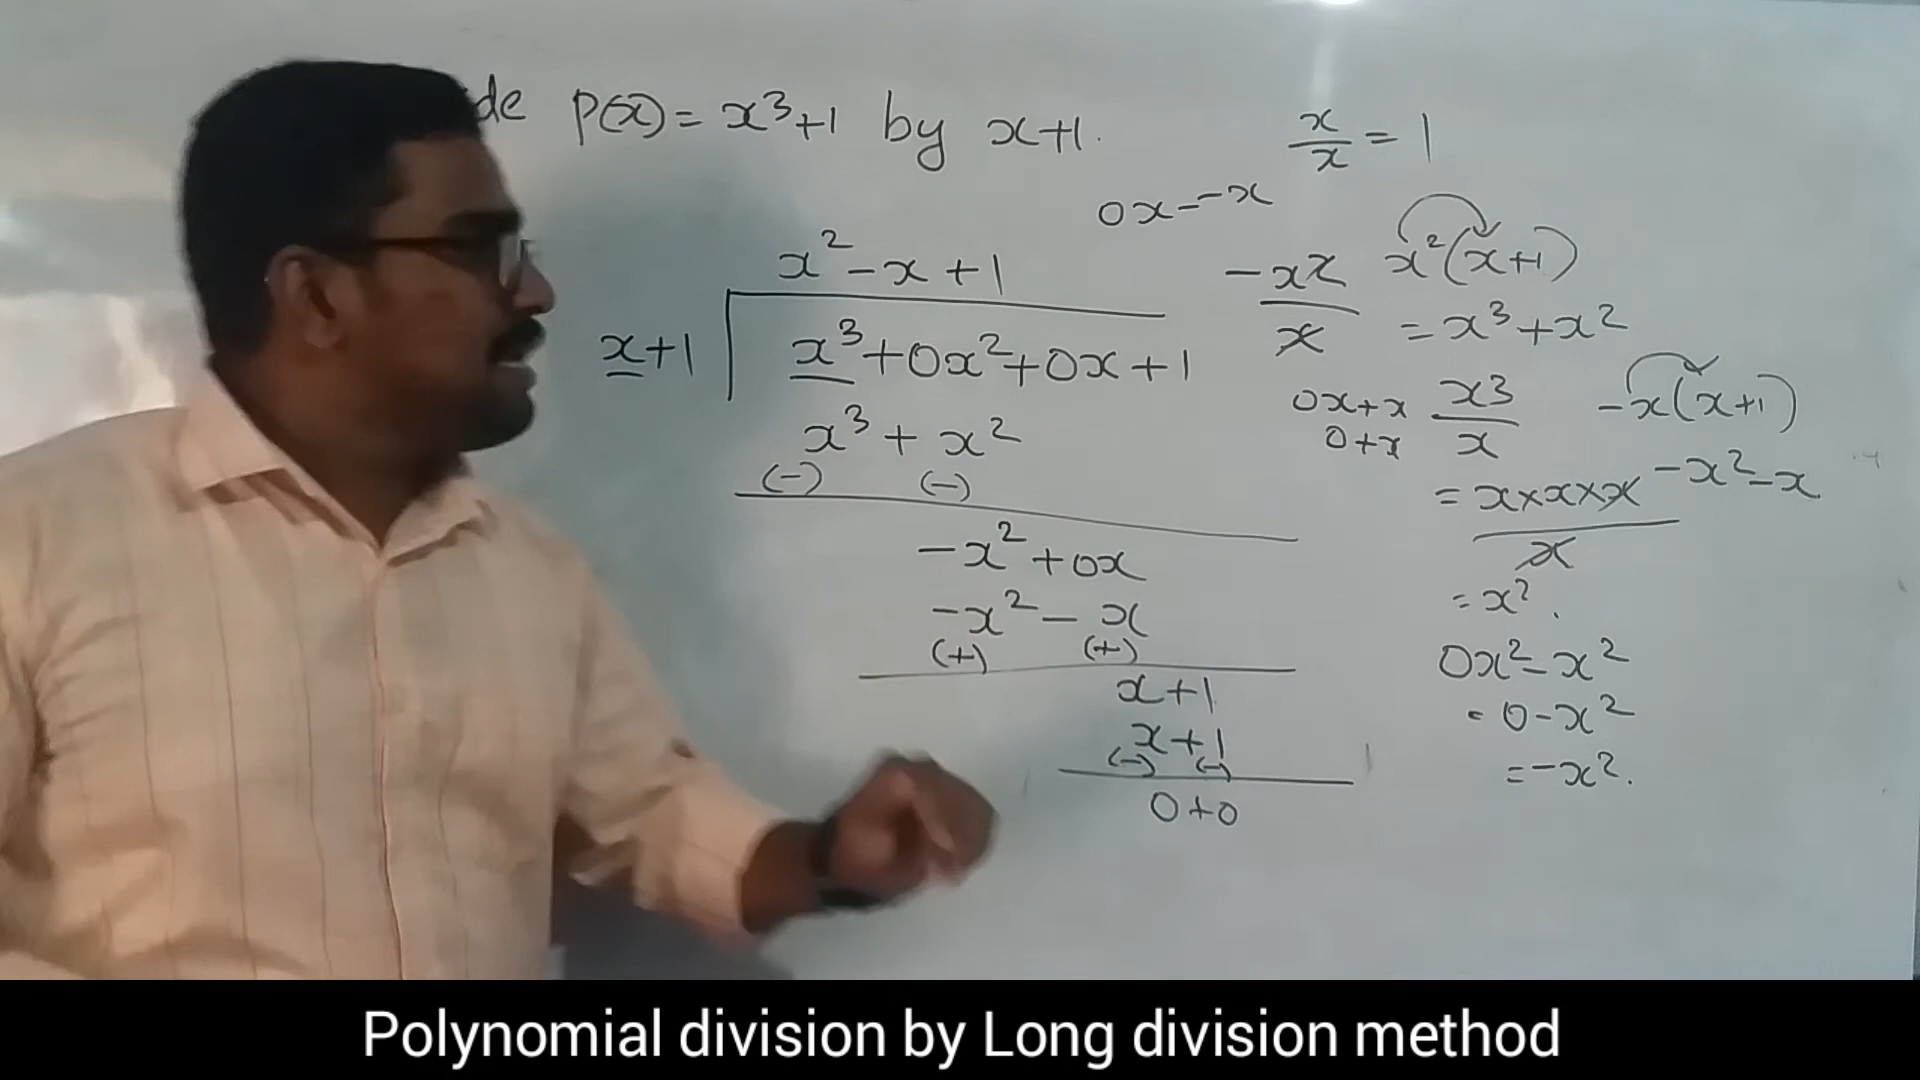 de P(x) = x³+1 by x+1.
x/x = 1
0x--x
x²-x+1
x+1
x³+0x²+0x+1
x³+x²
(-) (-)
-x²+0x
-x²-x
(+) (+)
x+1
x+1
(-) (-)
0+0
-x²/x
x²(x+1)
=x³+x²
0x+x
0+x
x3/x
=x×x×x/x
=x².
0x²-x²
=0-x²
=-x².
-x(x+1)
-x²-x
Polynomial division by Long division method